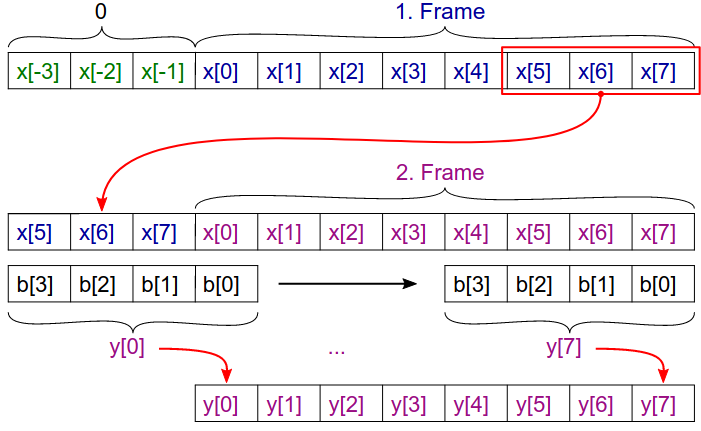 0 1. Frame
x[-3] x[-2] x[-1] x[0] x[1] x[2] x[3] x[4] x[5] x[6] x[7]
2. Frame
x[5] x[6] x[7] x[0] x[1] x[2] x[3] x[4] x[5] x[6] x[7]
b[3] b[2] b[1] b[0] b[3] b[2] b[1] b[0]
y[0] ... y[7]
y[0] y[1] y[2] y[3] y[4] y[5] y[6] y[7]